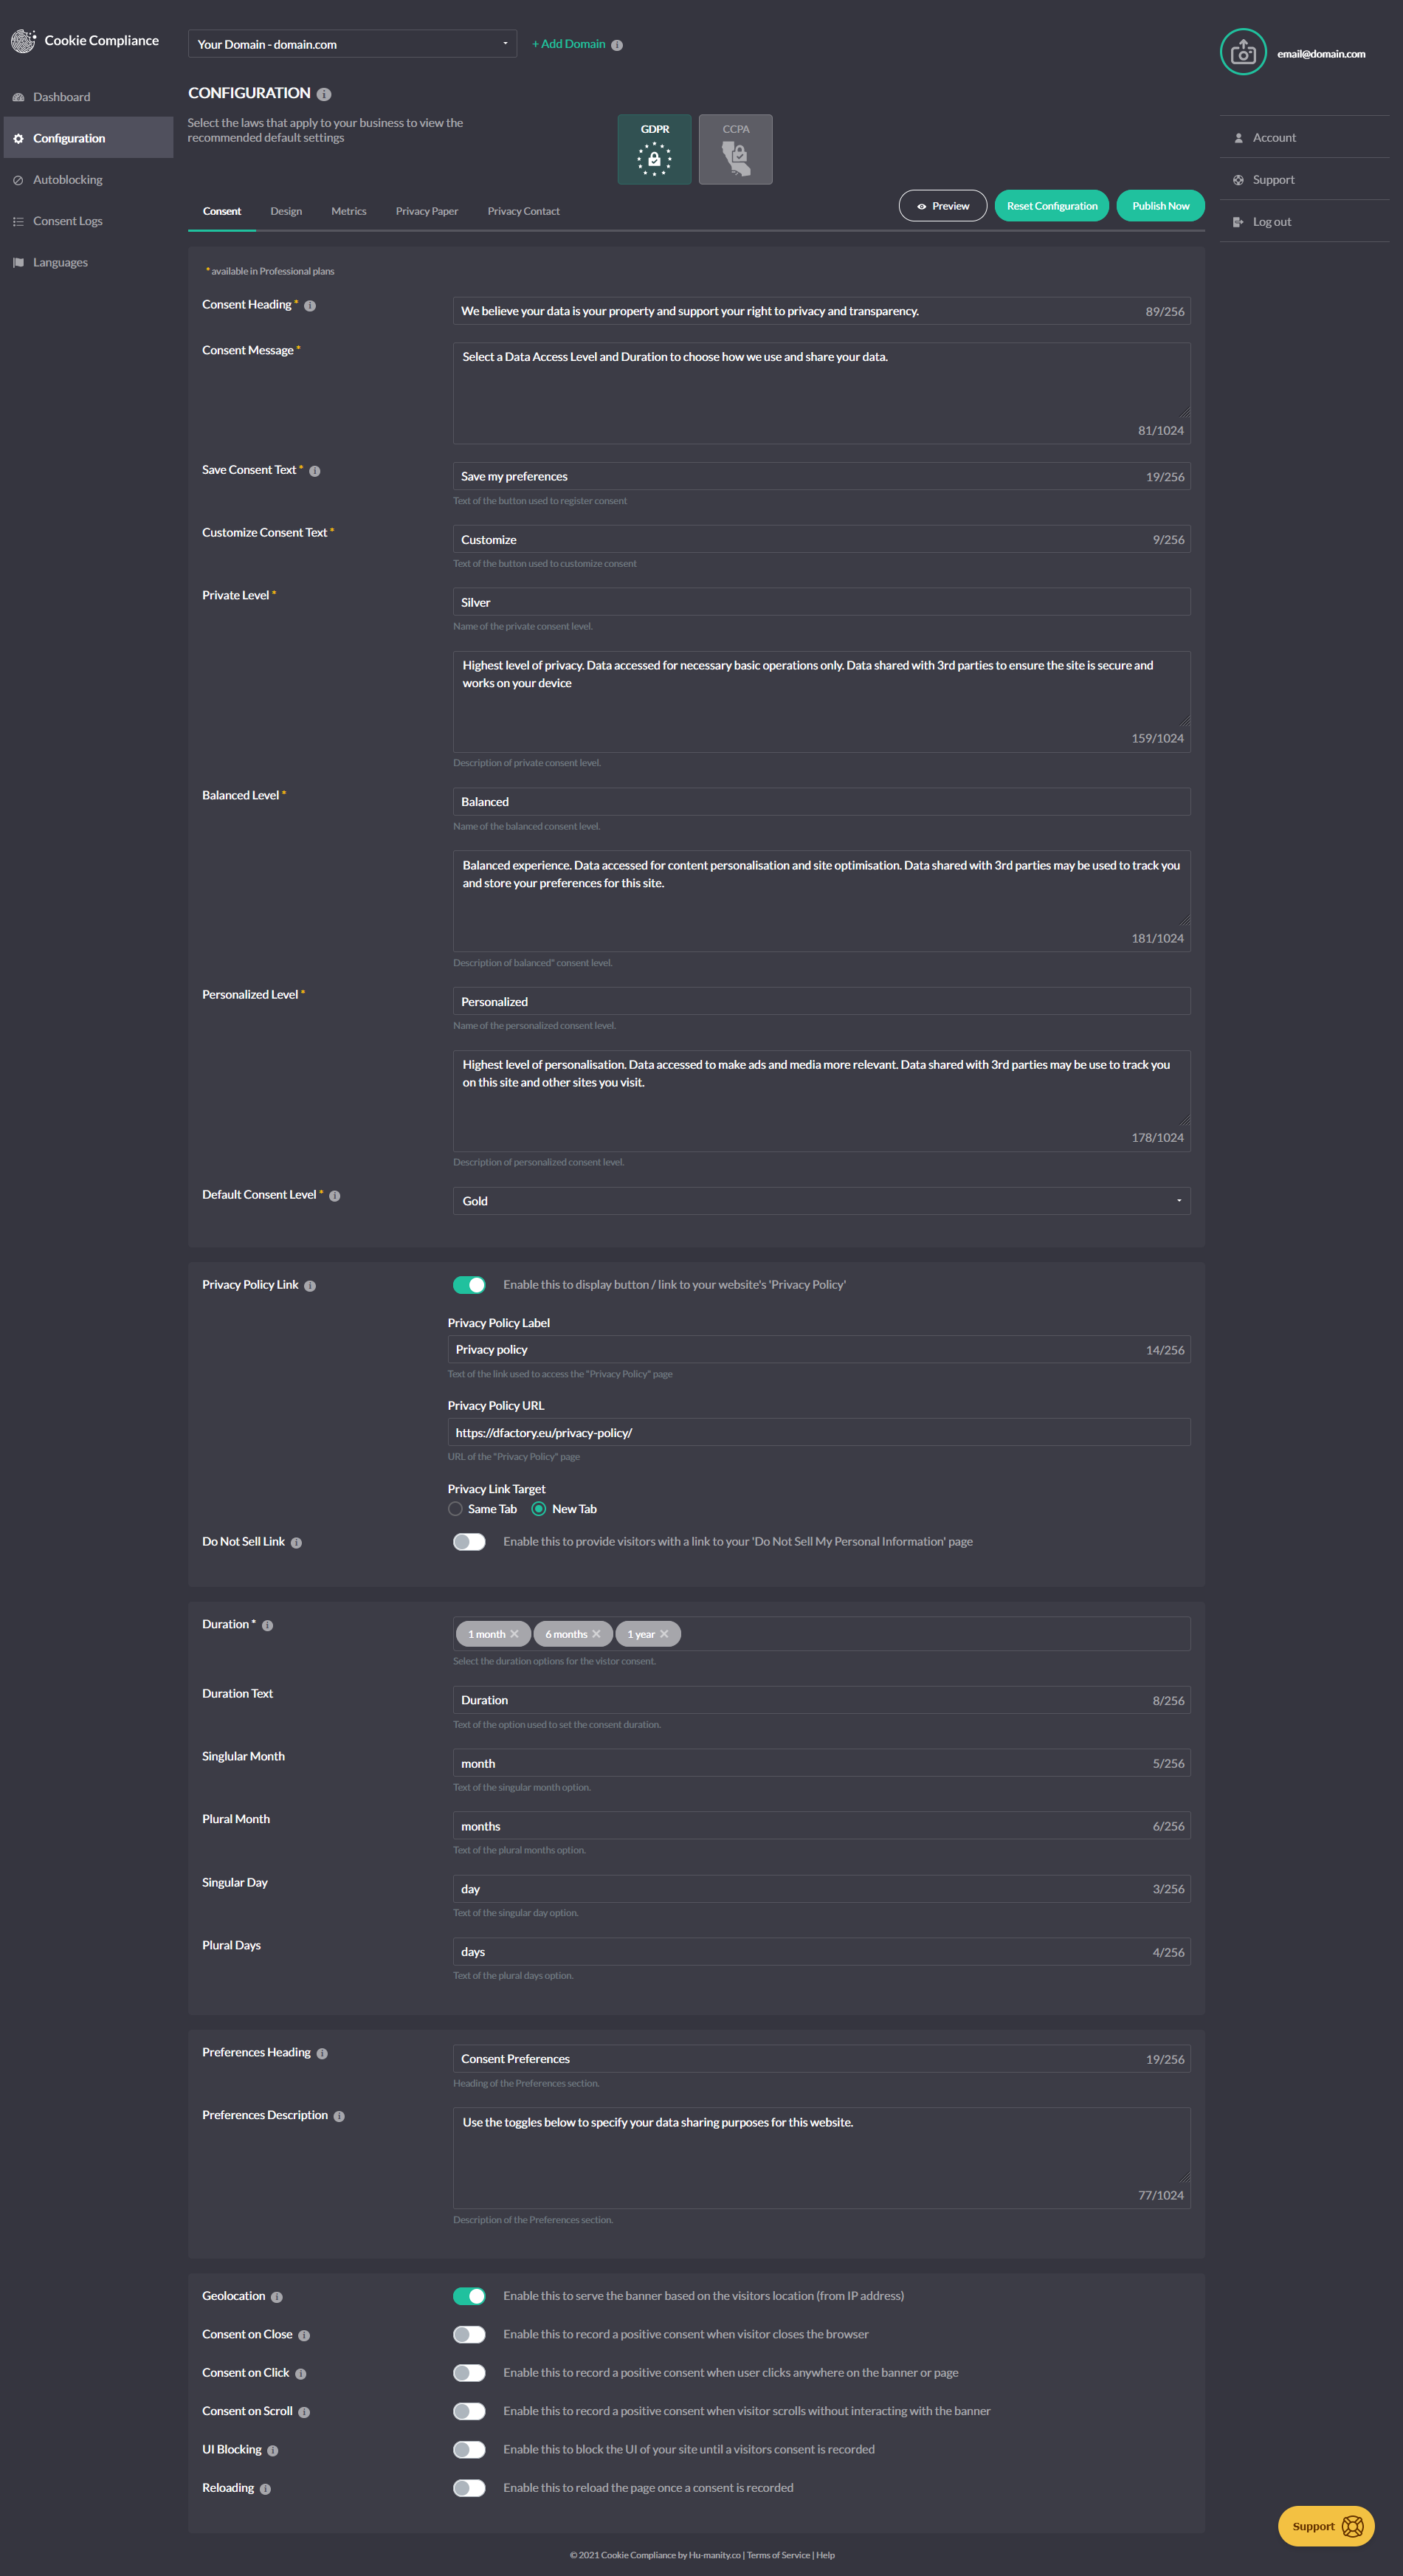 Cookie Compliance
Your Domain - domain.com
+ Add Domain
email@domain.com
Dashboard
Configuration
Autoblocking
Consent Logs
Languages
CONFIGURATION
Select the laws that apply to your business to view the
recommended default settings
GDPR
CCPA
Account
Support
Log out
Consent
Design
Metrics
Privacy Paper
Privacy Contact
Preview
Reset Configuration
Publish Now
* available in Professional plans
Consent Heading *
We believe your data is your property and support your right to privacy and transparency.
89/256
Consent Message *
Select a Data Access Level and Duration to choose how we use and share your data.
81/1024
Save Consent Text *
Save my preferences
19/256
Text of the button used to register consent
Customize Consent Text *
Customize
9/256
Text of the button used to customize consent
Private Level *
Silver
Name of the private consent level.
Highest level of privacy. Data accessed for necessary basic operations only. Data shared with 3rd parties to ensure the site is secure and
works on your device
159/1024
Description of private consent level.
Balanced Level *
Balanced
Name of the balanced consent level.
Balanced experience. Data accessed for content personalisation and site optimisation. Data shared with 3rd parties may be used to track you
and store your preferences for this site.
181/1024
Description of balanced" consent level.
Personalized Level *
Personalized
Name of the personalized consent level.
Highest level of personalisation. Data accessed to make ads and media more relevant. Data shared with 3rd parties may be use to track you
on this site and other sites you visit.
178/1024
Description of personalized consent level.
Default Consent Level *
Gold
Privacy Policy Link
Enable this to display button / link to your website's 'Privacy Policy'
Privacy Policy Label
Privacy policy
14/256
Text of the link used to access the "Privacy Policy" page
Privacy Policy URL
https://dfactory.eu/privacy-policy/
URL of the "Privacy Policy" page
Privacy Link Target
Same Tab
New Tab
Do Not Sell Link
Enable this to provide visitors with a link to your 'Do Not Sell My Personal Information' page
Duration *
1 month ×
6 months ×
1 year ×
Select the duration options for the vistor consent.
Duration Text
Duration
8/256
Text of the option used to set the consent duration.
Singlular Month
month
5/256
Text of the singular month option.
Plural Month
months
6/256
Text of the plural months option.
Singular Day
day
3/256
Text of the singular day option.
Plural Days
days
4/256
Text of the plural days option.
Preferences Heading
Consent Preferences
19/256
Heading of the Preferences section.
Preferences Description
Use the toggles below to specify your data sharing purposes for this website.
77/1024
Description of the Preferences section.
Geolocation
Enable this to serve the banner based on the visitors location (from IP address)
Consent on Close
Enable this to record a positive consent when visitor closes the browser
Consent on Click
Enable this to record a positive consent when user clicks anywhere on the banner or page
Consent on Scroll
Enable this to record a positive consent when visitor scrolls without interacting with the banner
UI Blocking
Enable this to block the UI of your site until a visitors consent is recorded
Reloading
Enable this to reload the page once a consent is recorded
Support
© 2021 Cookie Compliance by Hu-manity.co | Terms of Service | Help